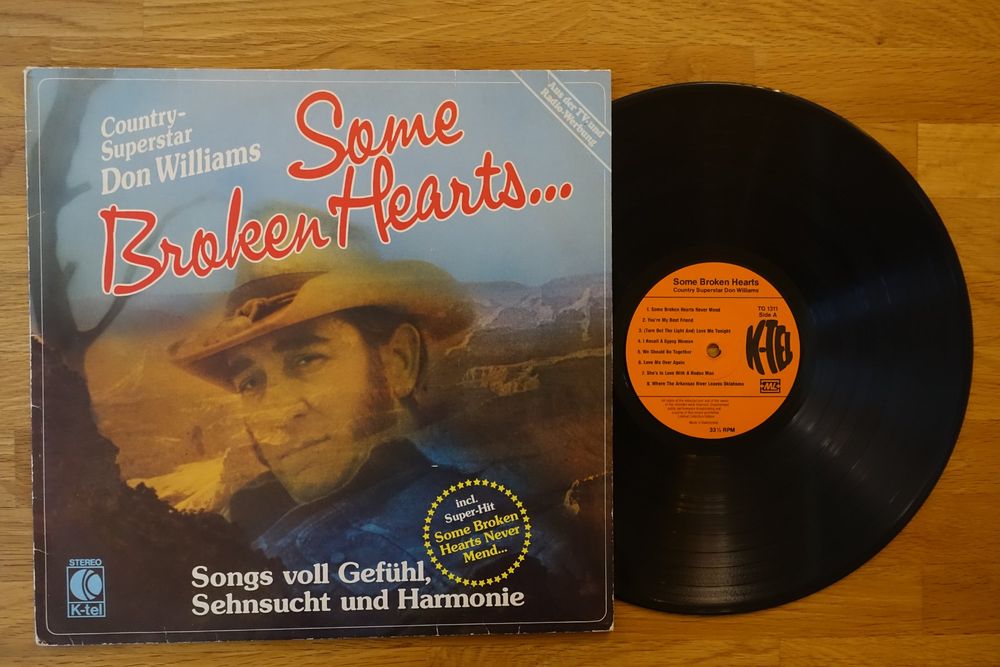 Country-
Superstar
Don Williams
Some
Broken Hearts...
Aus der TV- und
Radio-Werbung
incl.
Super-Hit
Some Broken
Hearts Never
Mend...
Songs voll Gefühl,
Sehnsucht und Harmonie
STEREO
K-tel
Some Broken Hearts
Country Superstar Don Williams
TG 1311
Side A
1. Some Broken Hearts Never Mend
2. You're My Best Friend
3. (Turn Out The Light And) Love Me Tonight
4. I Recall A Gypsy Woman
5. We Should Be Together
6. Love Me Over Again
7. She's In Love With A Rodeo Man
8. Where The Arkansas River Leaves Oklahoma
K-TEL
33 1/3 RPM